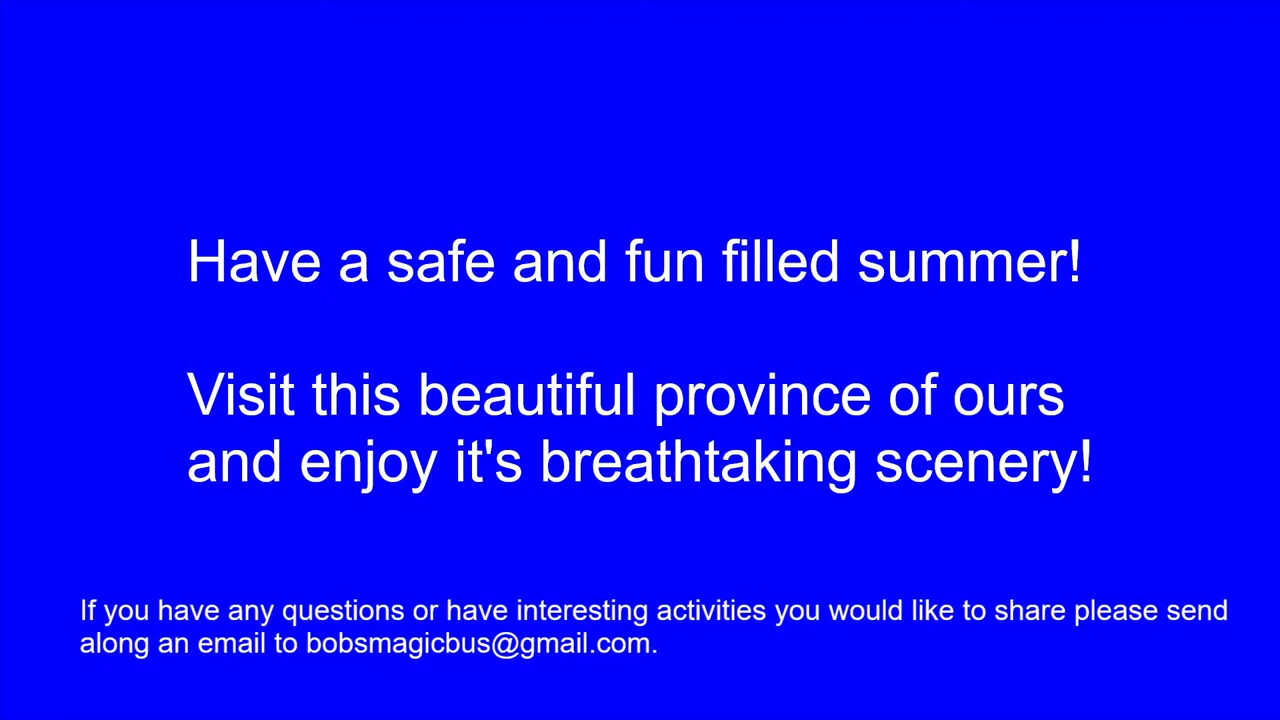 Have a safe and fun filled summer!
Visit this beautiful province of ours
and enjoy it's breathtaking scenery!
If you have any questions or have interesting activities you would like to share please send
along an email to bobsmagicbus@gmail.com.